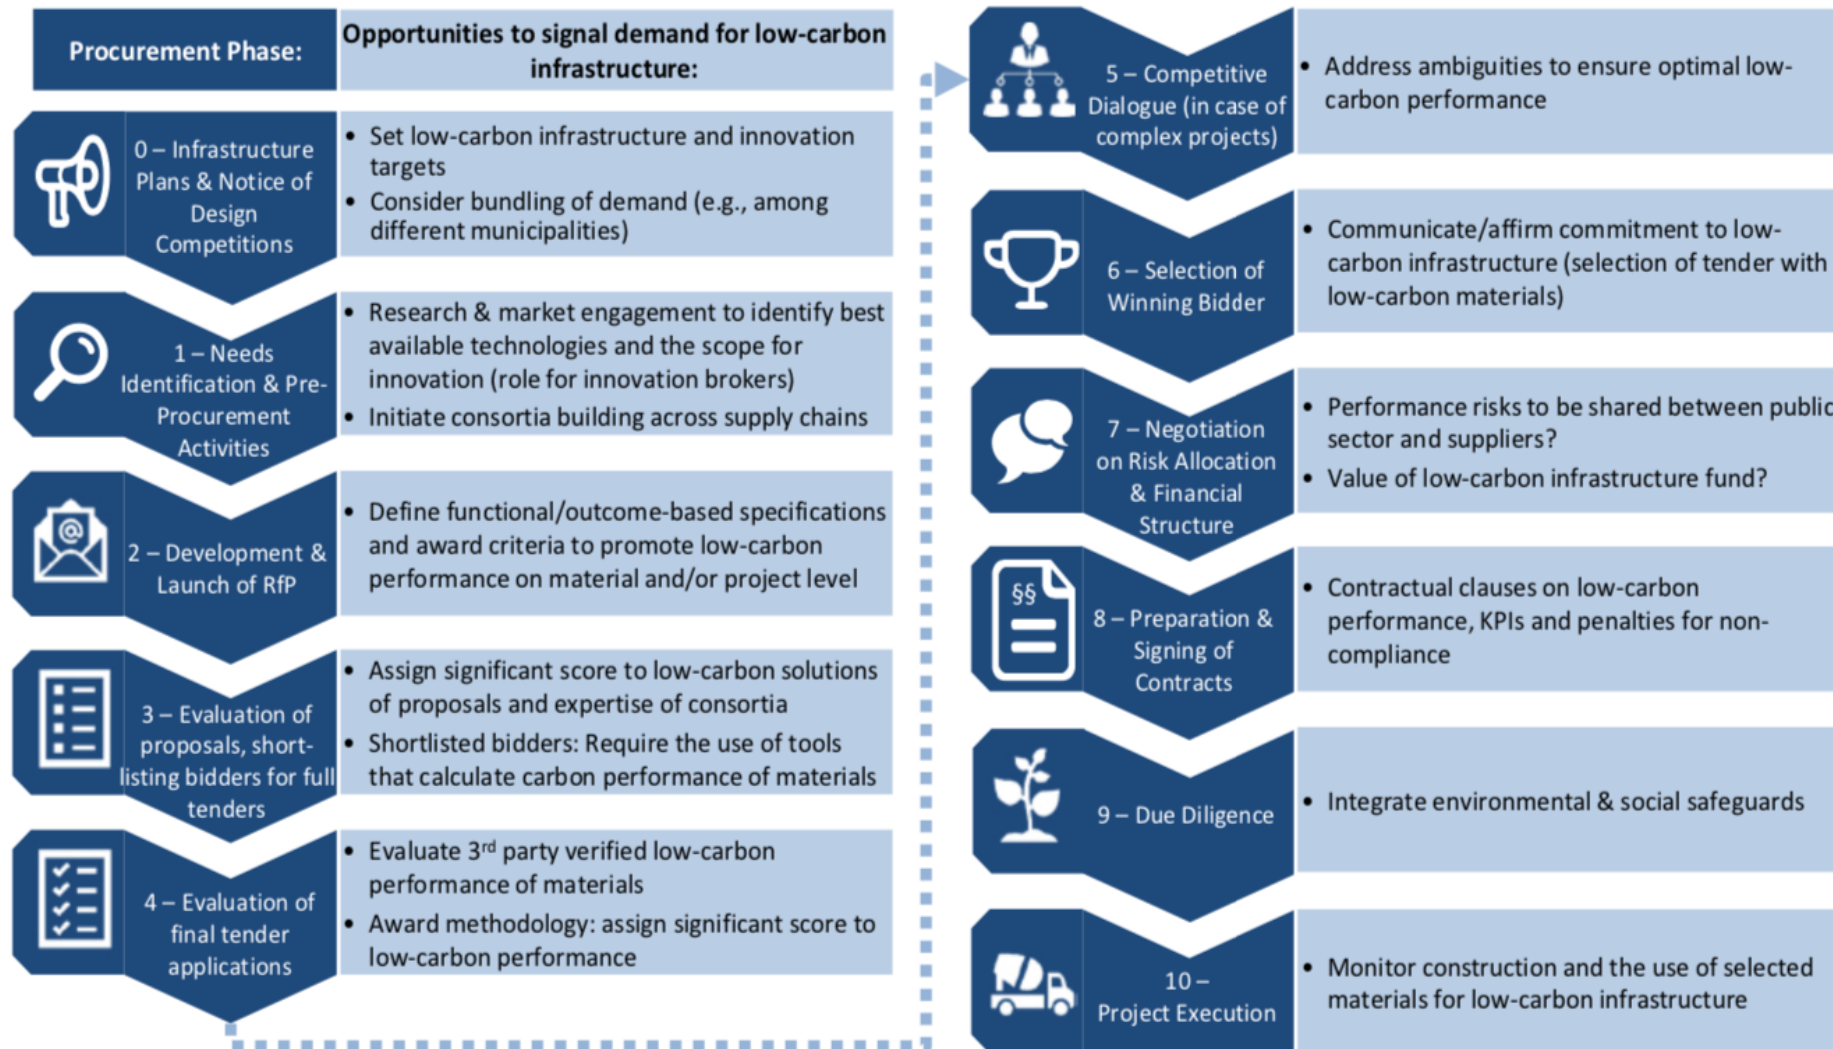 Procurement Phase:
Opportunities to signal demand for low-carbon
infrastructure:
0 – Infrastructure
Plans & Notice of
Design
Competitions
• Set low-carbon infrastructure and innovation
targets
• Consider bundling of demand (e.g., among
different municipalities)
1 – Needs
Identification & Pre-
Procurement
Activities
• Research & market engagement to identify best
available technologies and the scope for
innovation (role for innovation brokers)
• Initiate consortia building across supply chains
@
2 – Development &
Launch of RfP
• Define functional/outcome-based specifications
and award criteria to promote low-carbon
performance on material and/or project level
3 – Evaluation of
proposals, short-
listing bidders for full
tenders
• Assign significant score to low-carbon solutions
of proposals and expertise of consortia
• Shortlisted bidders: Require the use of tools
that calculate carbon performance of materials
4 – Evaluation of
final tender
applications
• Evaluate 3rd party verified low-carbon
performance of materials
• Award methodology: assign significant score to
low-carbon performance
5 – Competitive
Dialogue (in case of
complex projects)
• Address ambiguities to ensure optimal low-
carbon performance
6 – Selection of
Winning Bidder
• Communicate/affirm commitment to low-
carbon infrastructure (selection of tender with
low-carbon materials)
7 – Negotiation
on Risk Allocation
& Financial
Structure
• Performance risks to be shared between public
sector and suppliers?
• Value of low-carbon infrastructure fund?
§§
8 – Preparation &
Signing of
Contracts
• Contractual clauses on low-carbon
performance, KPIs and penalties for non-
compliance
9 – Due Diligence
• Integrate environmental & social safeguards
10 –
Project Execution
• Monitor construction and the use of selected
materials for low-carbon infrastructure